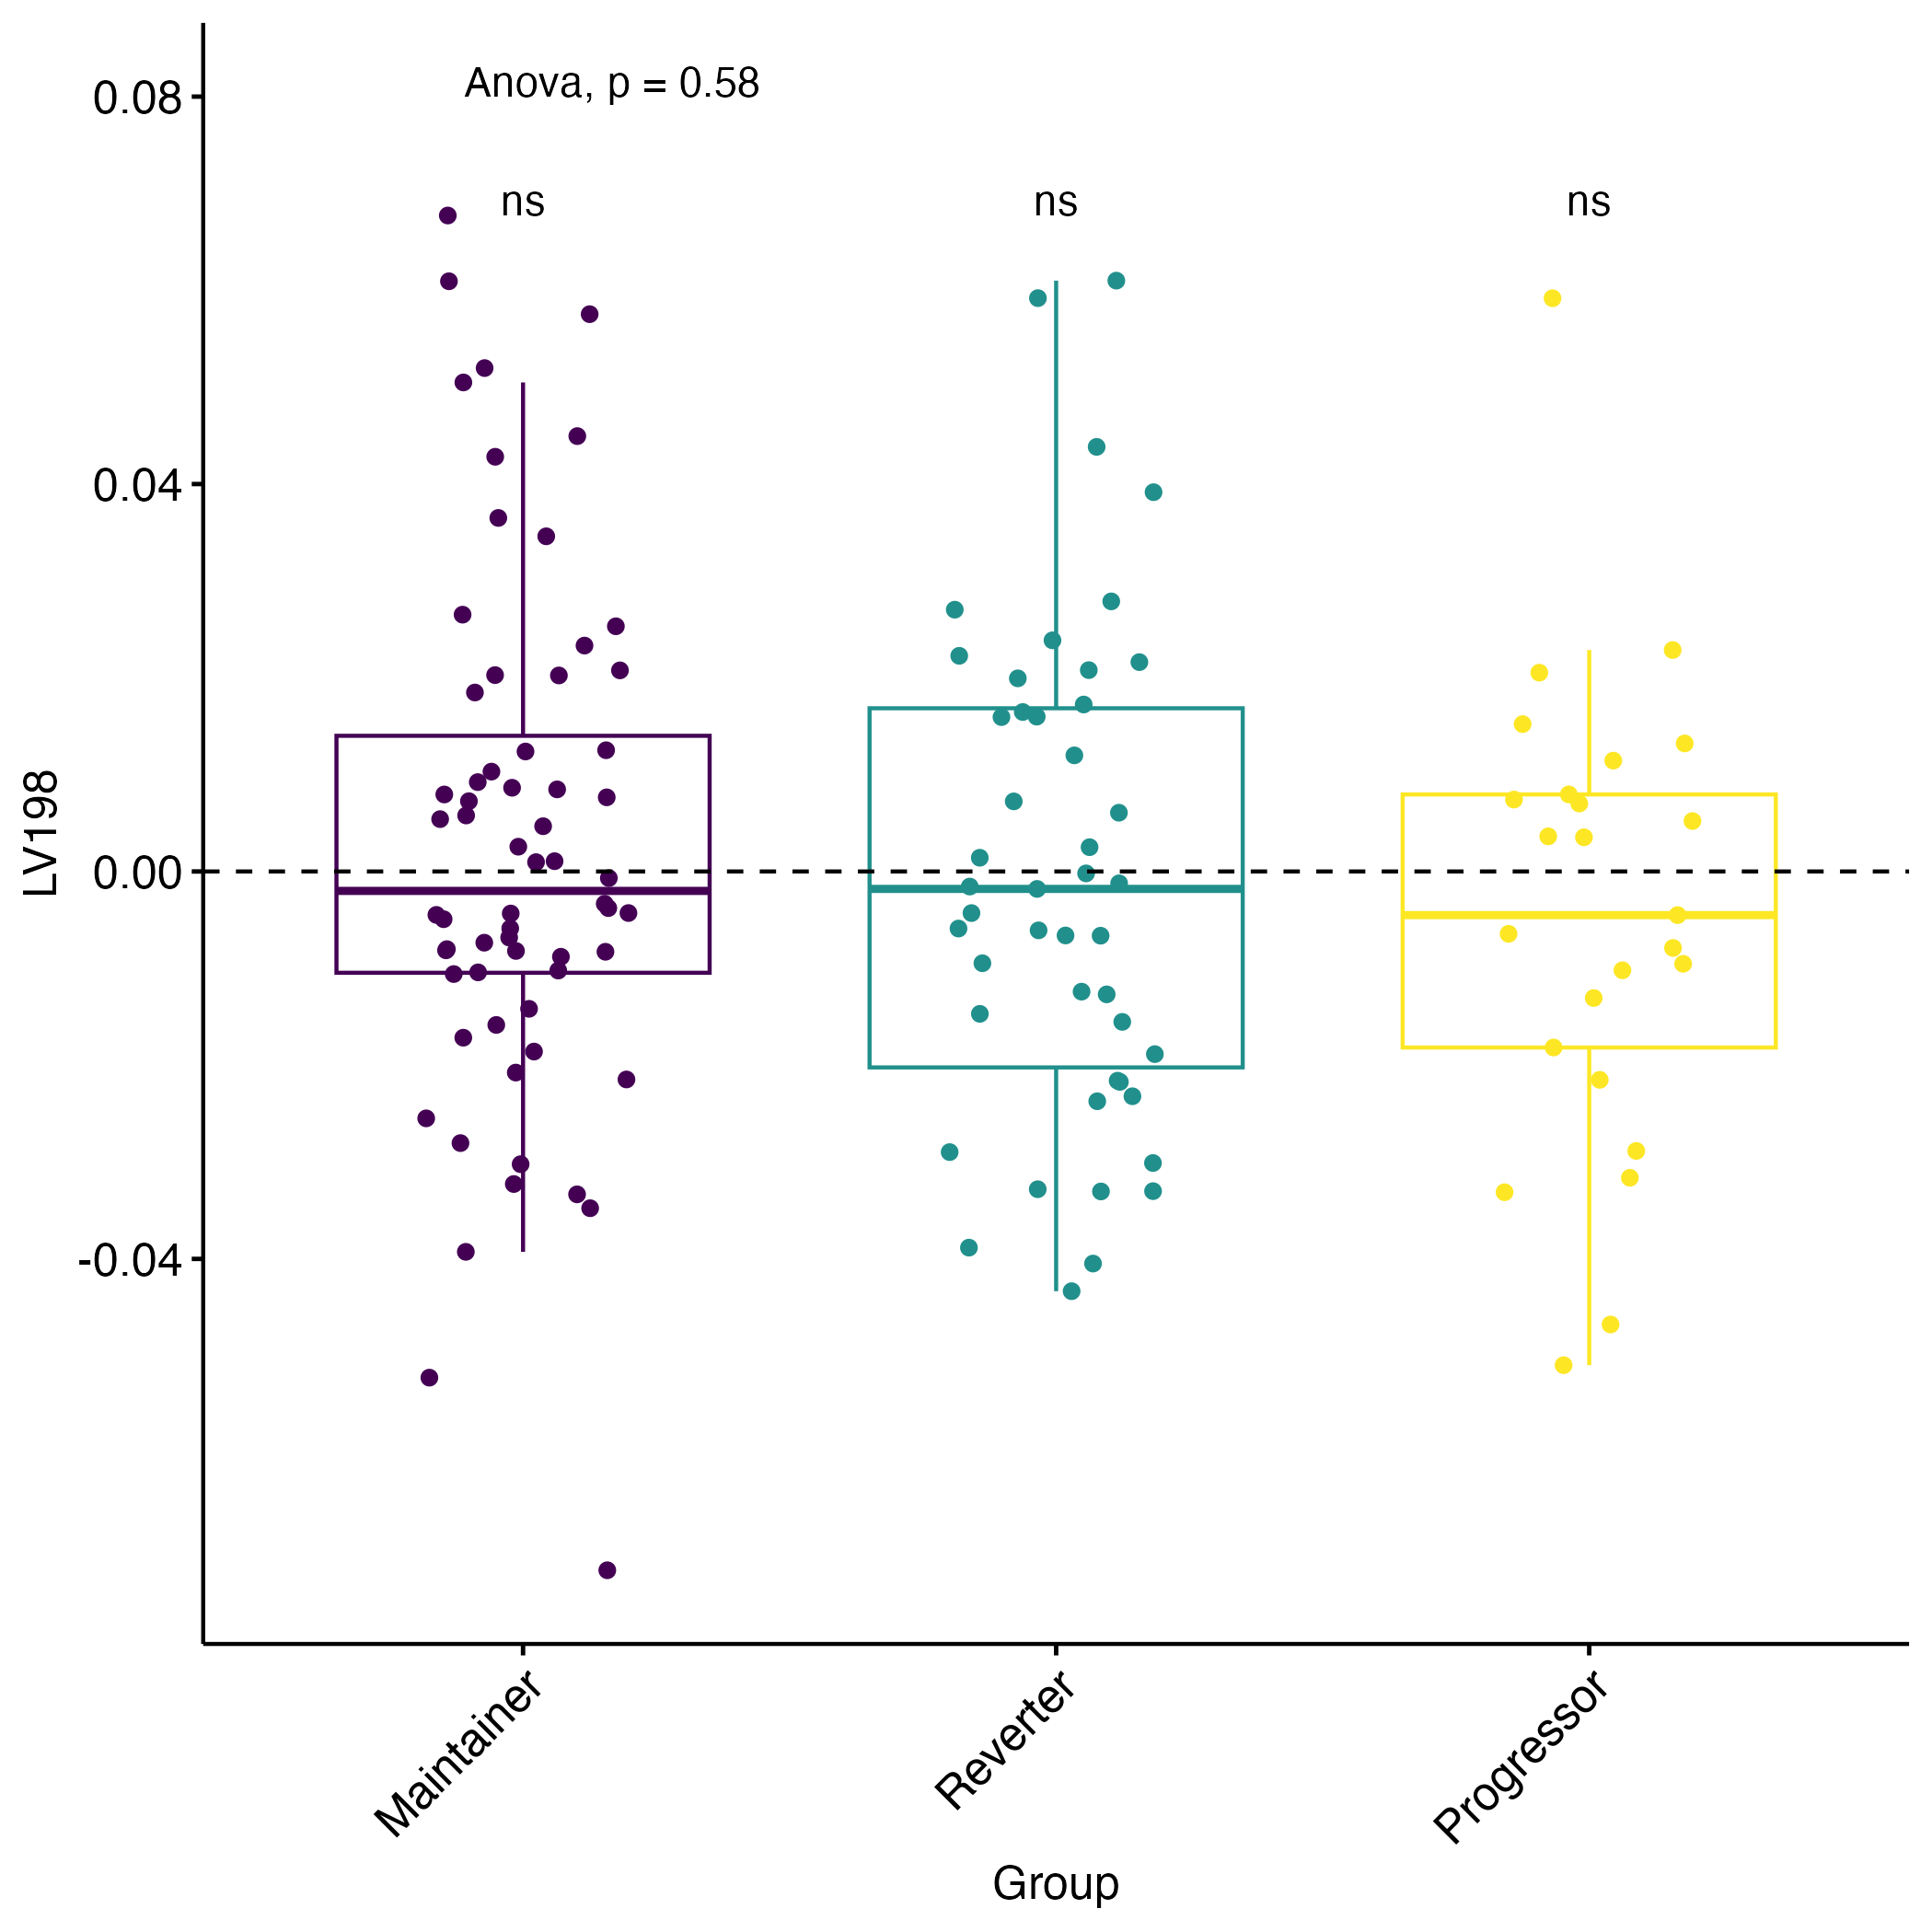 Anova, p = 0.58
ns ns ns
0.08
0.04
0.00
-0.04
LV198
Maintainer
Reverter
Progressor
Group